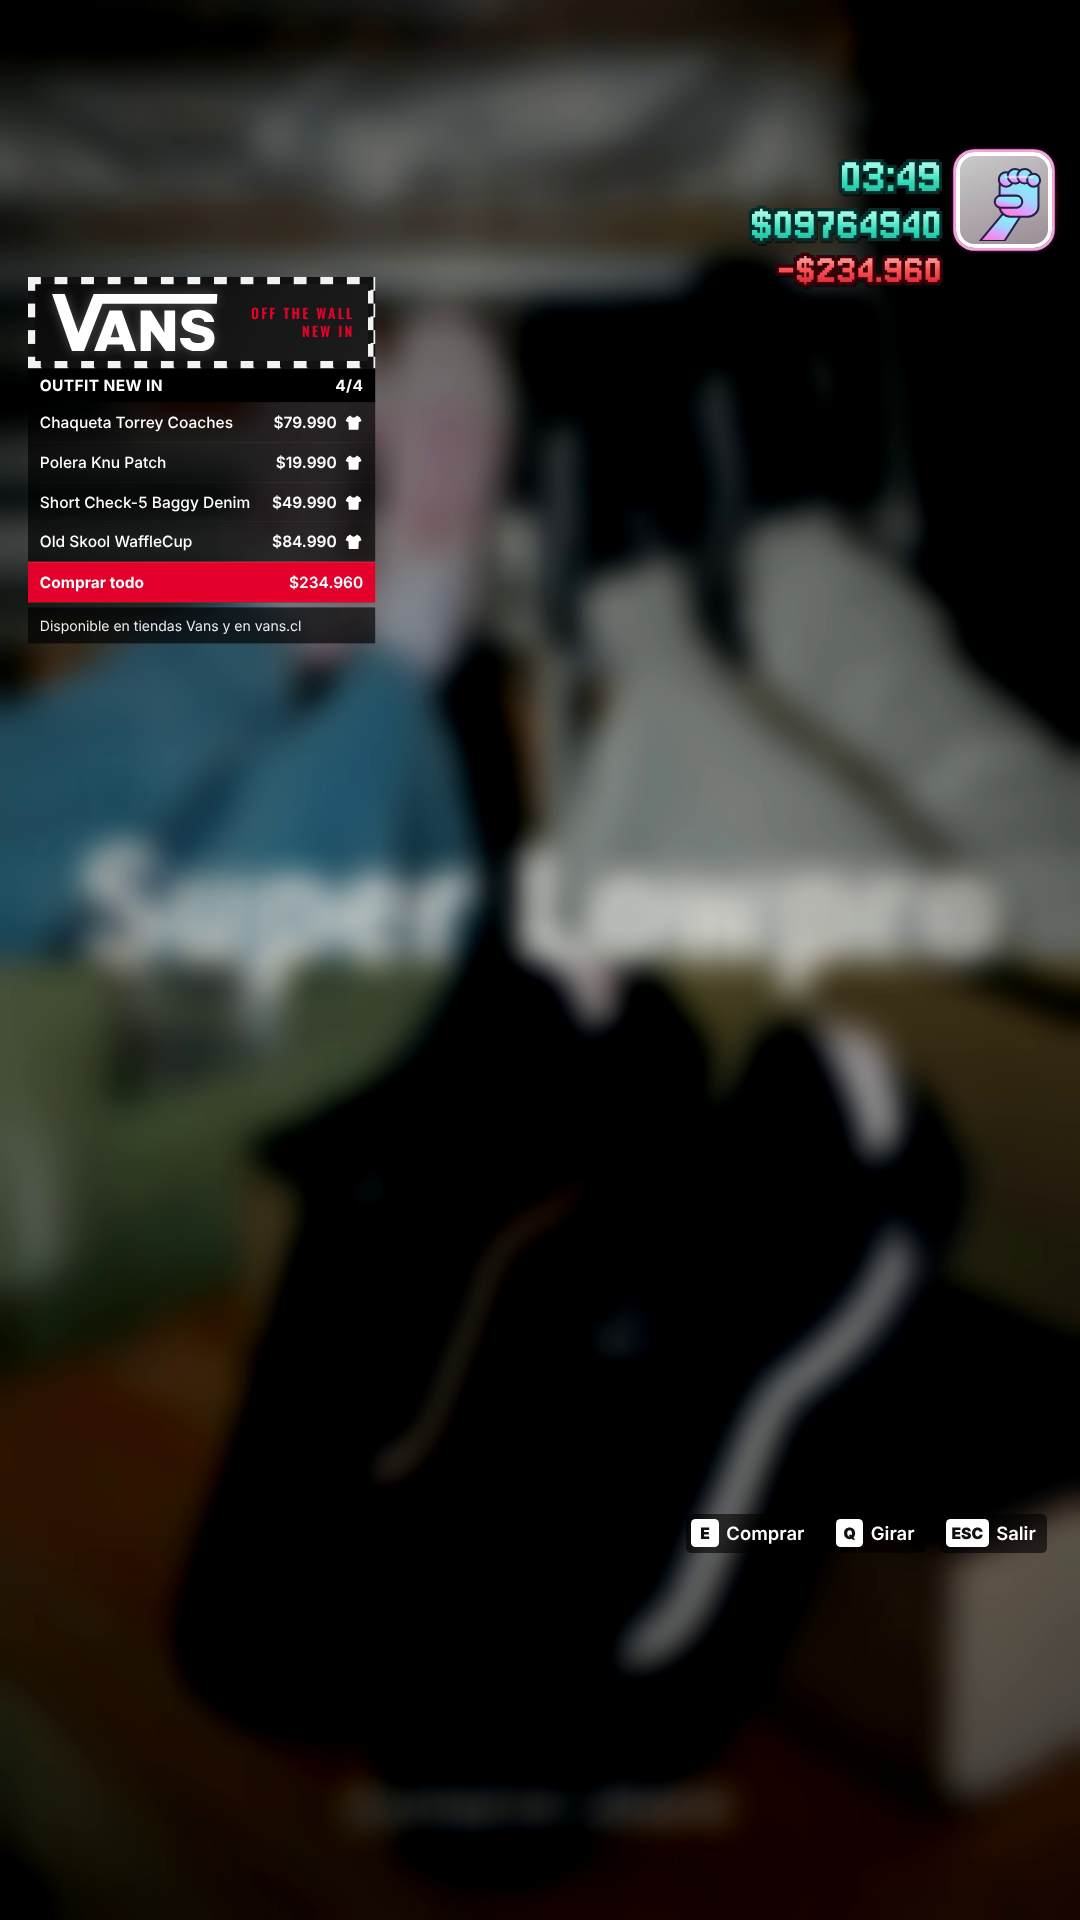 03:49
$09764940
-$234.960
VANS
OFF THE WALL
NEW IN
OUTFIT NEW IN 4/4
Chaqueta Torrey Coaches $79.990
Polera Knu Patch $19.990
Short Check-5 Baggy Denim $49.990
Old Skool WaffleCup $84.990
Comprar todo $234.960
Disponible en tiendas Vans y en vans.cl
Super Lowpro
E Comprar Q Girar ESC Salir